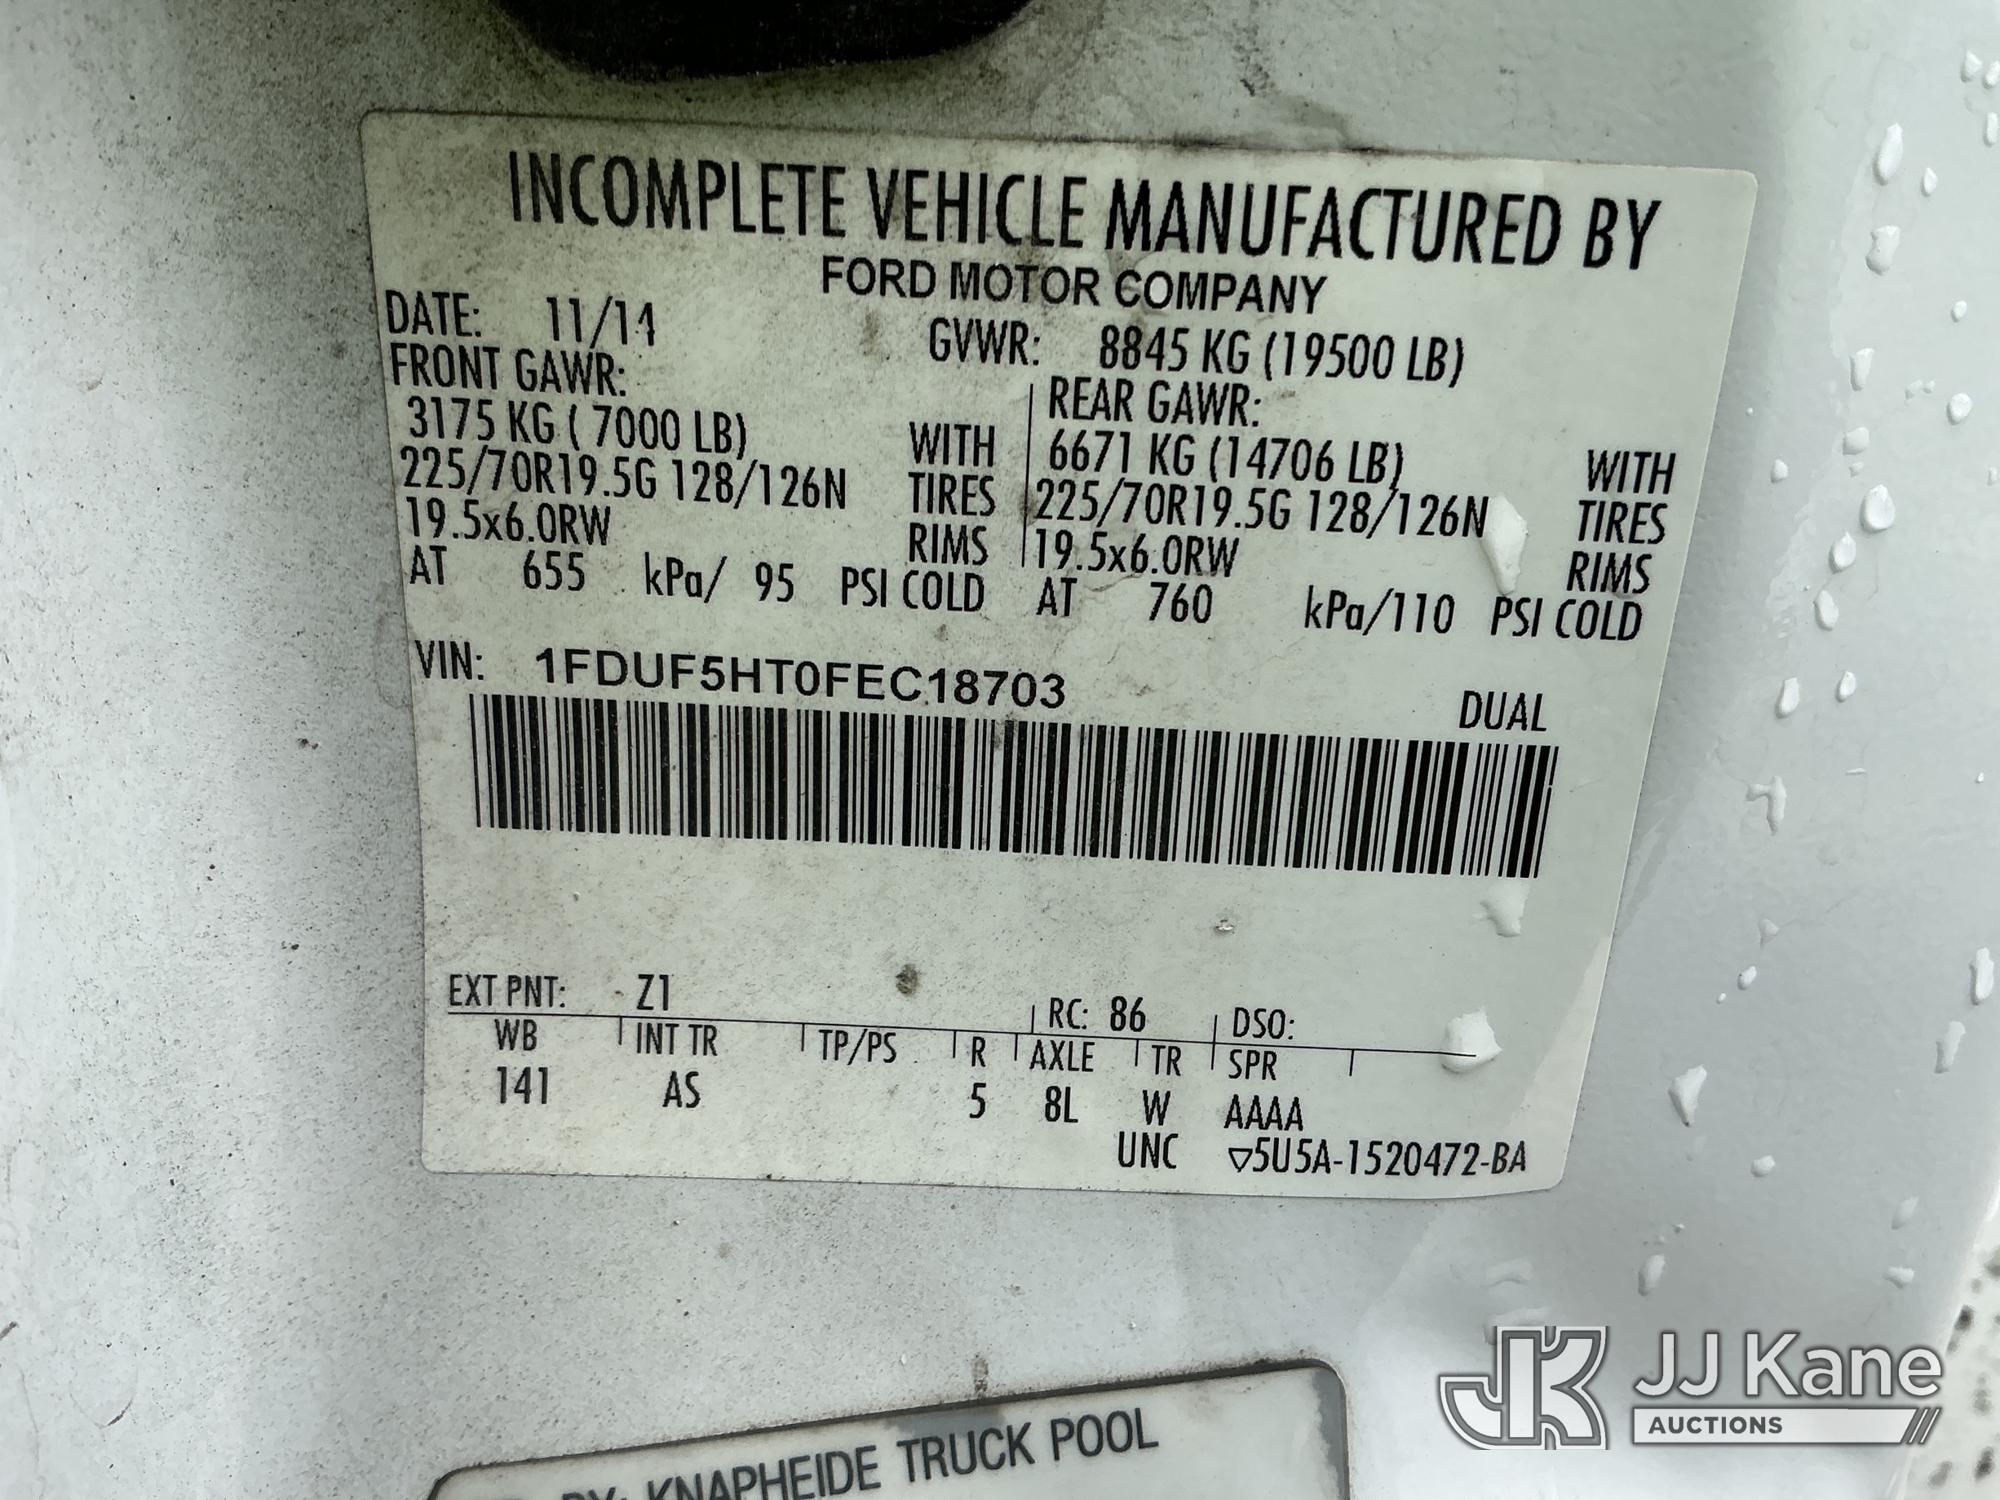 INCOMPLETE VEHICLE MANUFACTURED BY
FORD MOTOR COMPANY
DATE: 11/14 GVWR: 8845 KG (19500 LB)
FRONT GAWR: REAR GAWR:
3175 KG ( 7000 LB) WITH 6671 KG (14706 LB) WITH
225/70R19.5G 128/126N TIRES 225/70R19.5G 128/126N TIRES
19.5x6.0RW RIMS 19.5x6.0RW RIMS
AT 655 kPa/ 95 PSI COLD AT 760 kPa/110 PSI COLD
VIN: 1FDUF5HT0FEC18703
DUAL
EXT PNT: Z1 RC: 86 DSO:
WB INT TR TP/PS R AXLE TR SPR
141 AS 5 8L W AAAA
UNC ▽5U5A-1520472-BA
BY: KNAPHEIDE TRUCK POOL
JK JJ Kane
AUCTIONS